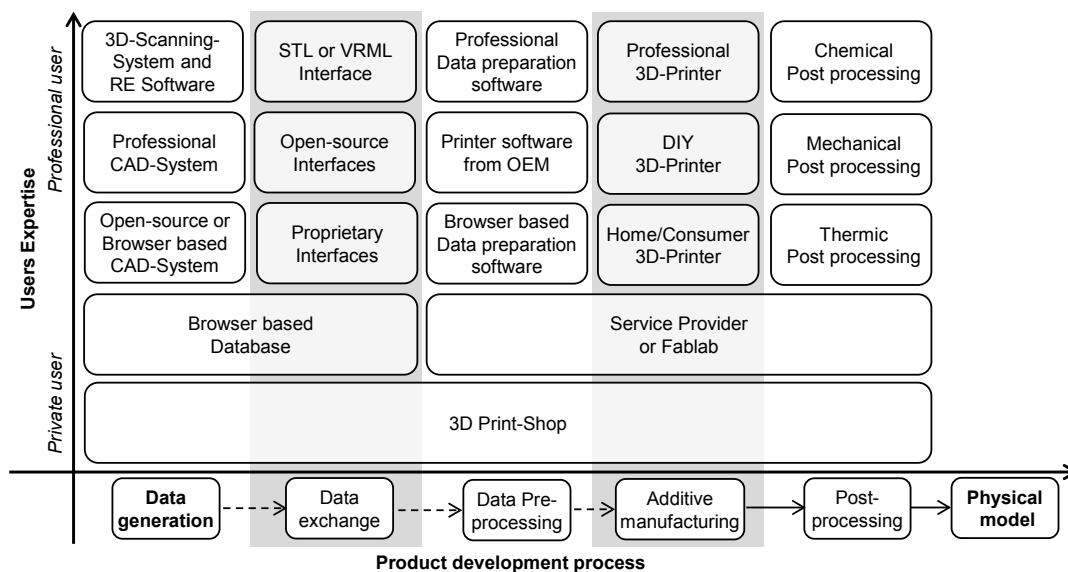 Users Expertise
Professional user
Private user
3D-Scanning-
System and
RE Software
STL or VRML
Interface
Professional
Data preparation
software
Professional
3D-Printer
Chemical
Post processing
Professional
CAD-System
Open-source
Interfaces
Printer software
from OEM
DIY
3D-Printer
Mechanical
Post processing
Open-source or
Browser based
CAD-System
Proprietary
Interfaces
Browser based
Data preparation
software
Home/Consumer
3D-Printer
Thermic
Post processing
Browser based
Database
Service Provider
or Fablab
3D Print-Shop
Data
generation
Data
exchange
Data Pre-
processing
Additive
manufacturing
Post-
processing
Physical
model
Product development process